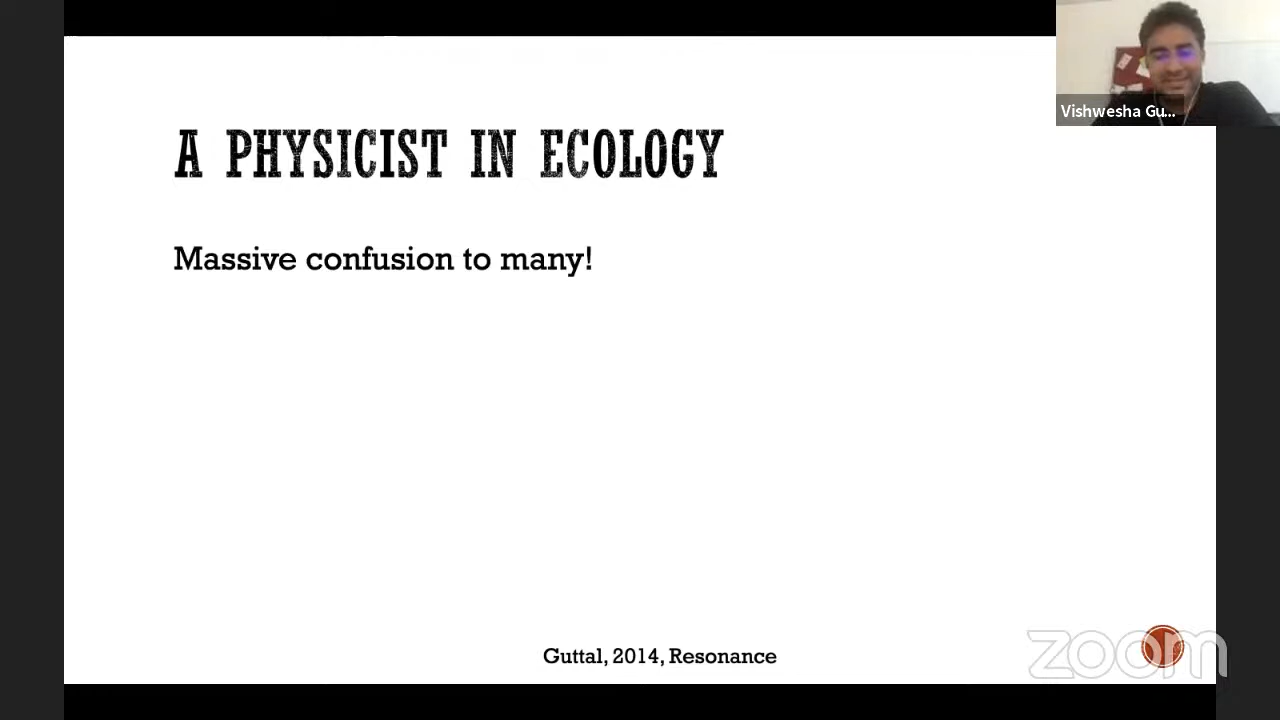 Vishwesha Gu...
A PHYSICIST IN ECOLOGY
Massive confusion to many!
Guttal, 2014, Resonance
zoom